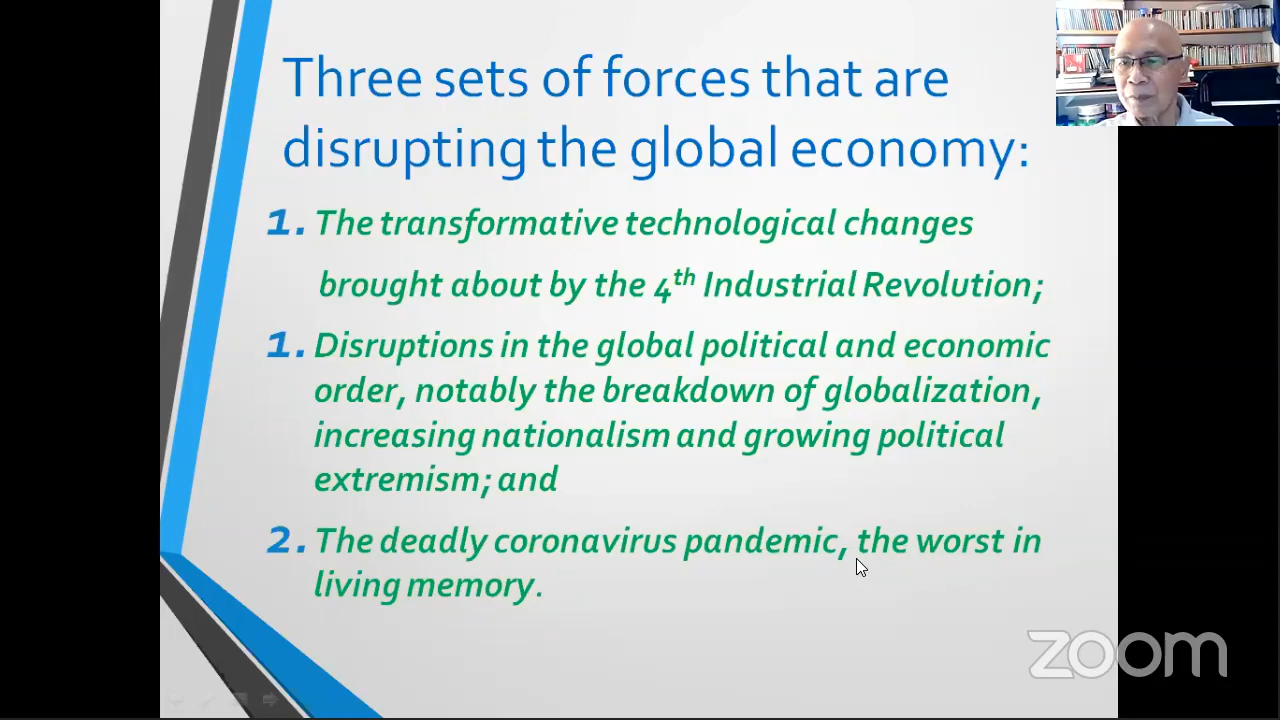 Three sets of forces that are
disrupting the global economy:
1. The transformative technological changes
brought about by the 4th Industrial Revolution;
1. Disruptions in the global political and economic
order, notably the breakdown of globalization,
increasing nationalism and growing political
extremism; and
2. The deadly coronavirus pandemic, the worst in
living memory.
zoom